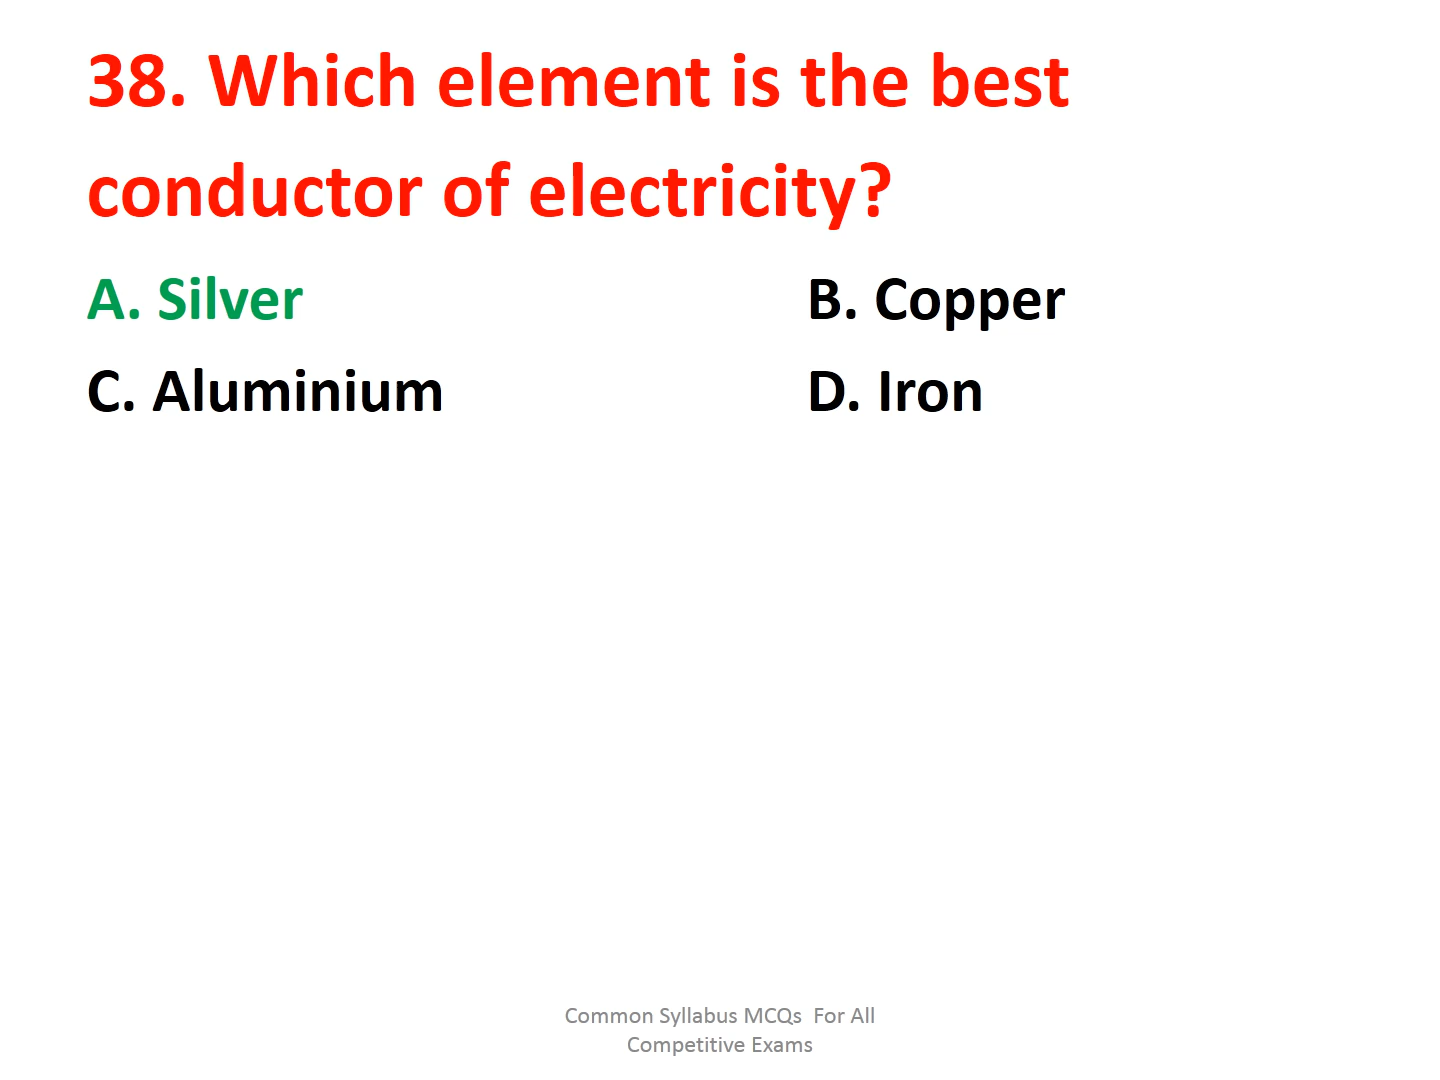 38. Which element is the best
conductor of electricity?
A. Silver B. Copper
C. Aluminium D. Iron
Common Syllabus MCQs For All
Competitive Exams